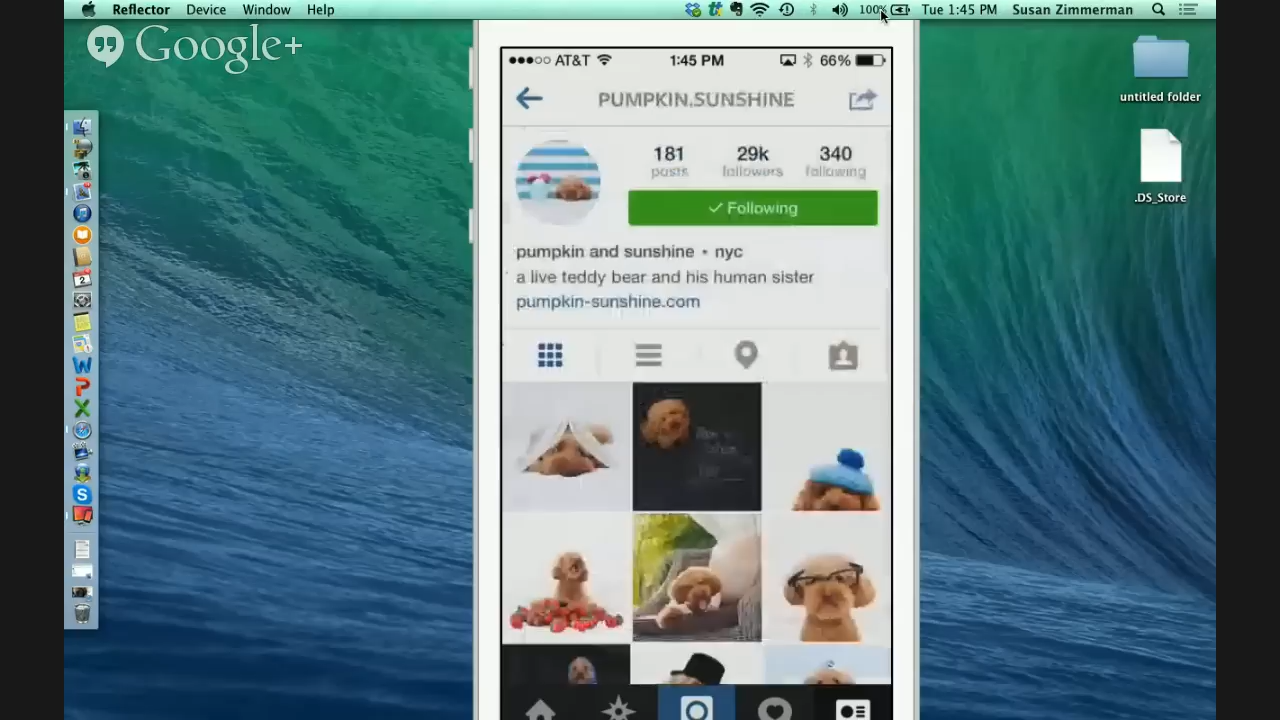 Reflector Device Window Help
100% Tue 1:45 PM Susan Zimmerman
Google+
untitled folder
.DS_Store
AT&T 1:45 PM 66%
PUMPKIN.SUNSHINE
181 29k 340
posts followers following
Following
pumpkin and sunshine • nyc
a live teddy bear and his human sister
pumpkin-sunshine.com